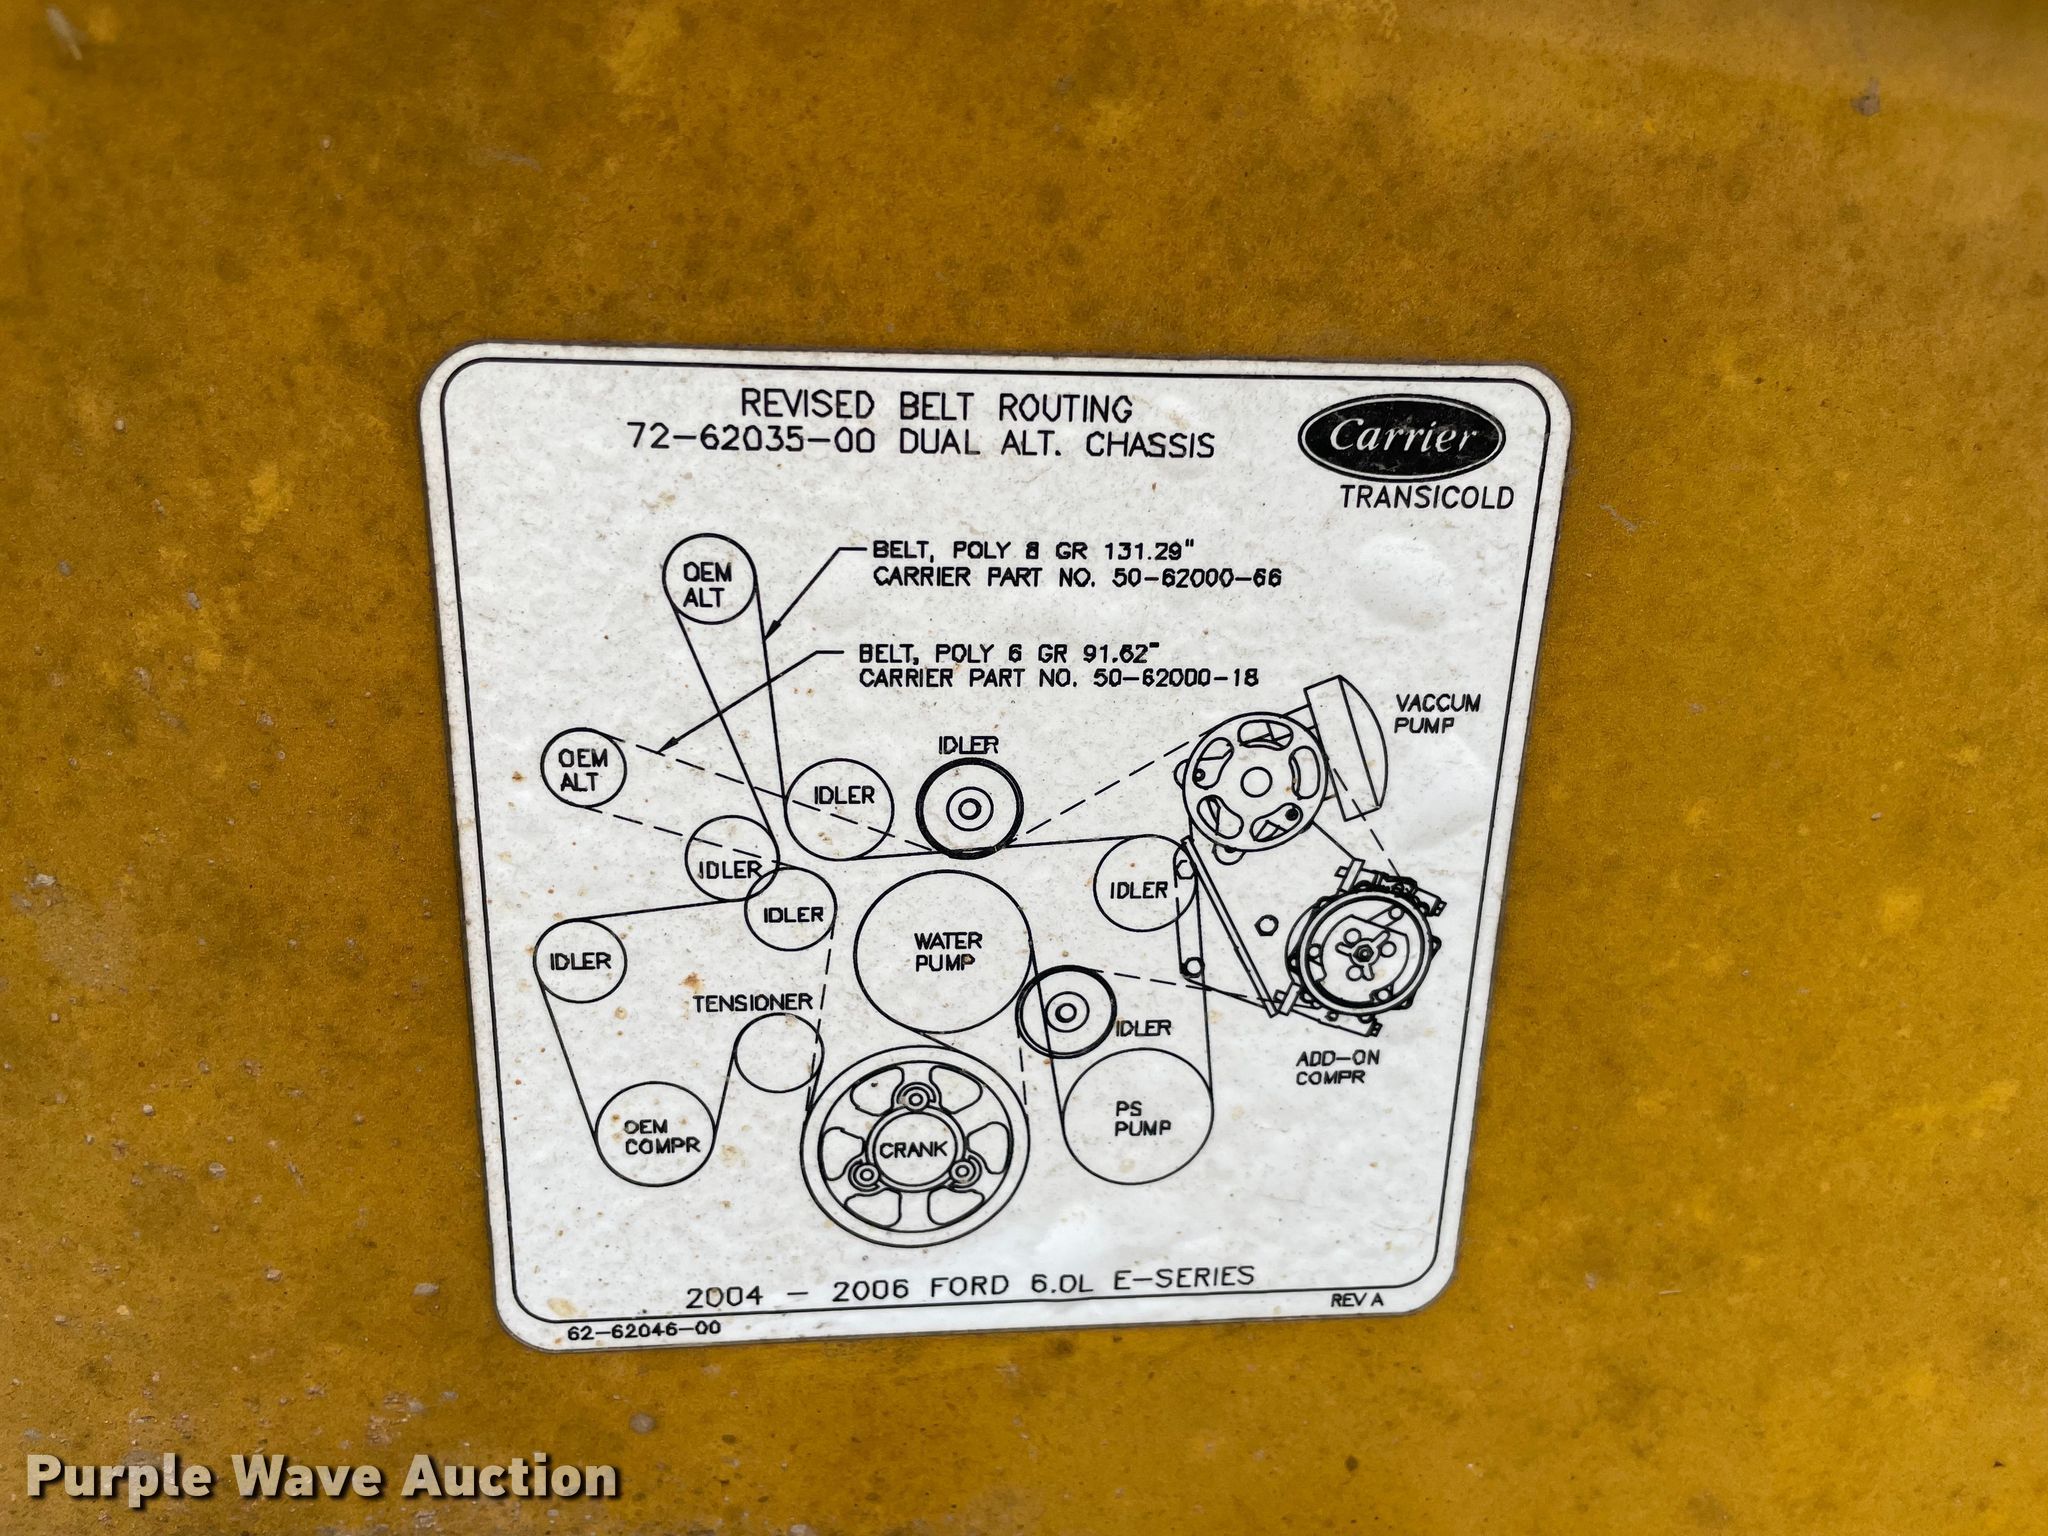 REVISED BELT ROUTING
72-62035-00 DUAL ALT. CHASSIS
Carrier
TRANSICOLD
BELT, POLY 8 GR 131.29"
CARRIER PART NO. 50-62000-66
OEM
ALT
BELT, POLY 6 GR 91.62"
CARRIER PART NO. 50-62000-18
VACCUM
PUMP
OEM
ALT
IDLER
IDLER
IDLER
IDLER
IDLER
IDLER
WATER
PUMP
TENSIONER
IDLER
ADD-ON
COMPR
OEM
COMPR
CRANK
PS
PUMP
2004 - 2006 FORD 6.0L E-SERIES
REV A
62-62046-00
Purple Wave Auction